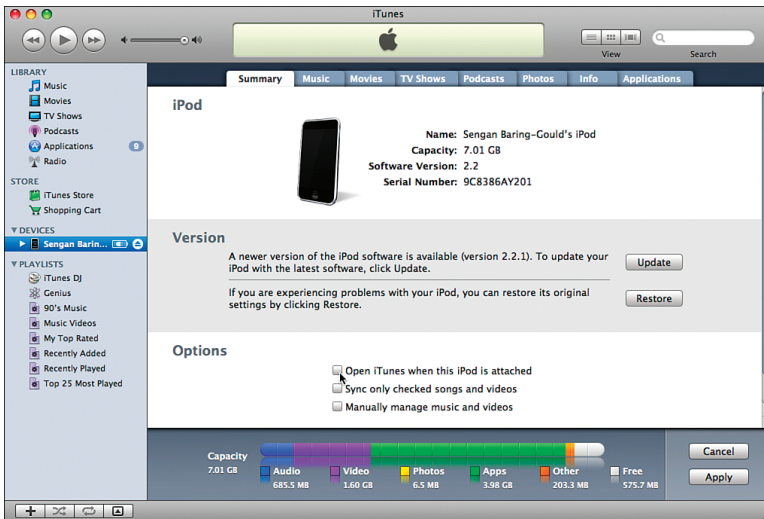 iTunes
View
Search
LIBRARY
Music
Movies
TV Shows
Podcasts
Applications 9
Radio
STORE
iTunes Store
Shopping Cart
DEVICES
Sengan Barin...
PLAYLISTS
iTunes DJ
Genius
90's Music
Music Videos
My Top Rated
Recently Added
Recently Played
Top 25 Most Played
Summary Music Movies TV Shows Podcasts Photos Info Applications
iPod
Name: Sengan Baring-Gould's iPod
Capacity: 7.01 GB
Software Version: 2.2
Serial Number: 9C8386AY201
Version
A newer version of the iPod software is available (version 2.2.1). To update your
iPod with the latest software, click Update.
Update
If you are experiencing problems with your iPod, you can restore its original
settings by clicking Restore.
Restore
Options
Open iTunes when this iPod is attached
Sync only checked songs and videos
Manually manage music and videos
Capacity
7.01 GB
Audio
685.5 MB
Video
1.60 GB
Photos
6.5 MB
Apps
3.98 GB
Other
203.3 MB
Free
575.7 MB
Cancel
Apply